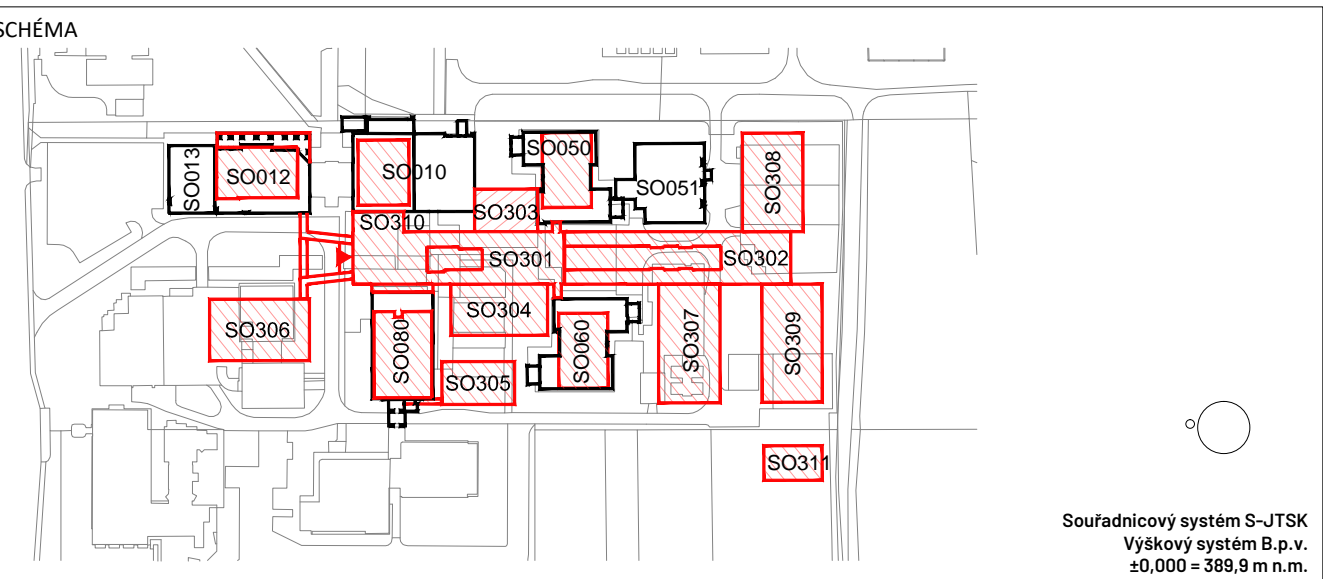 SCHÉMA
SO050
SO013
SO012
SO010
SO051
SO308
SO303
SO310
SO301
SO302
SO304
SO306
SO080
SO060
SO307
SO309
SO305
SO311
Souřadnicový systém S-JTSK
Výškový systém B.p.v.
±0,000 = 389,9 m n.m.